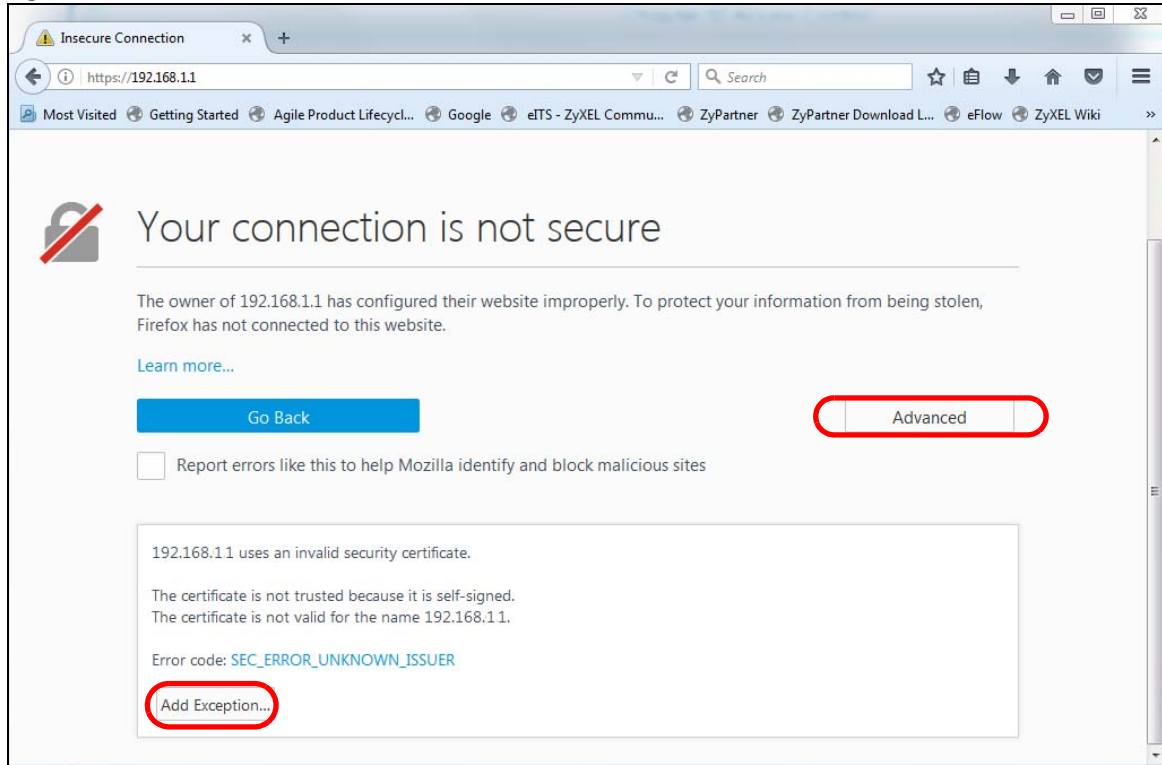 Insecure Connection
https://192.168.1.1
Search
Most Visited Getting Started Agile Product Lifecycl... Google eITS - ZyXEL Commu... ZyPartner ZyPartner Download L... eFlow ZyXEL Wiki »
Your connection is not secure
The owner of 192.168.1.1 has configured their website improperly. To protect your information from being stolen,
Firefox has not connected to this website.
Learn more...
Go Back
Advanced
Report errors like this to help Mozilla identify and block malicious sites
192.168.1.1 uses an invalid security certificate.
The certificate is not trusted because it is self-signed.
The certificate is not valid for the name 192.168.1.1.
Error code: SEC_ERROR_UNKNOWN_ISSUER
Add Exception...